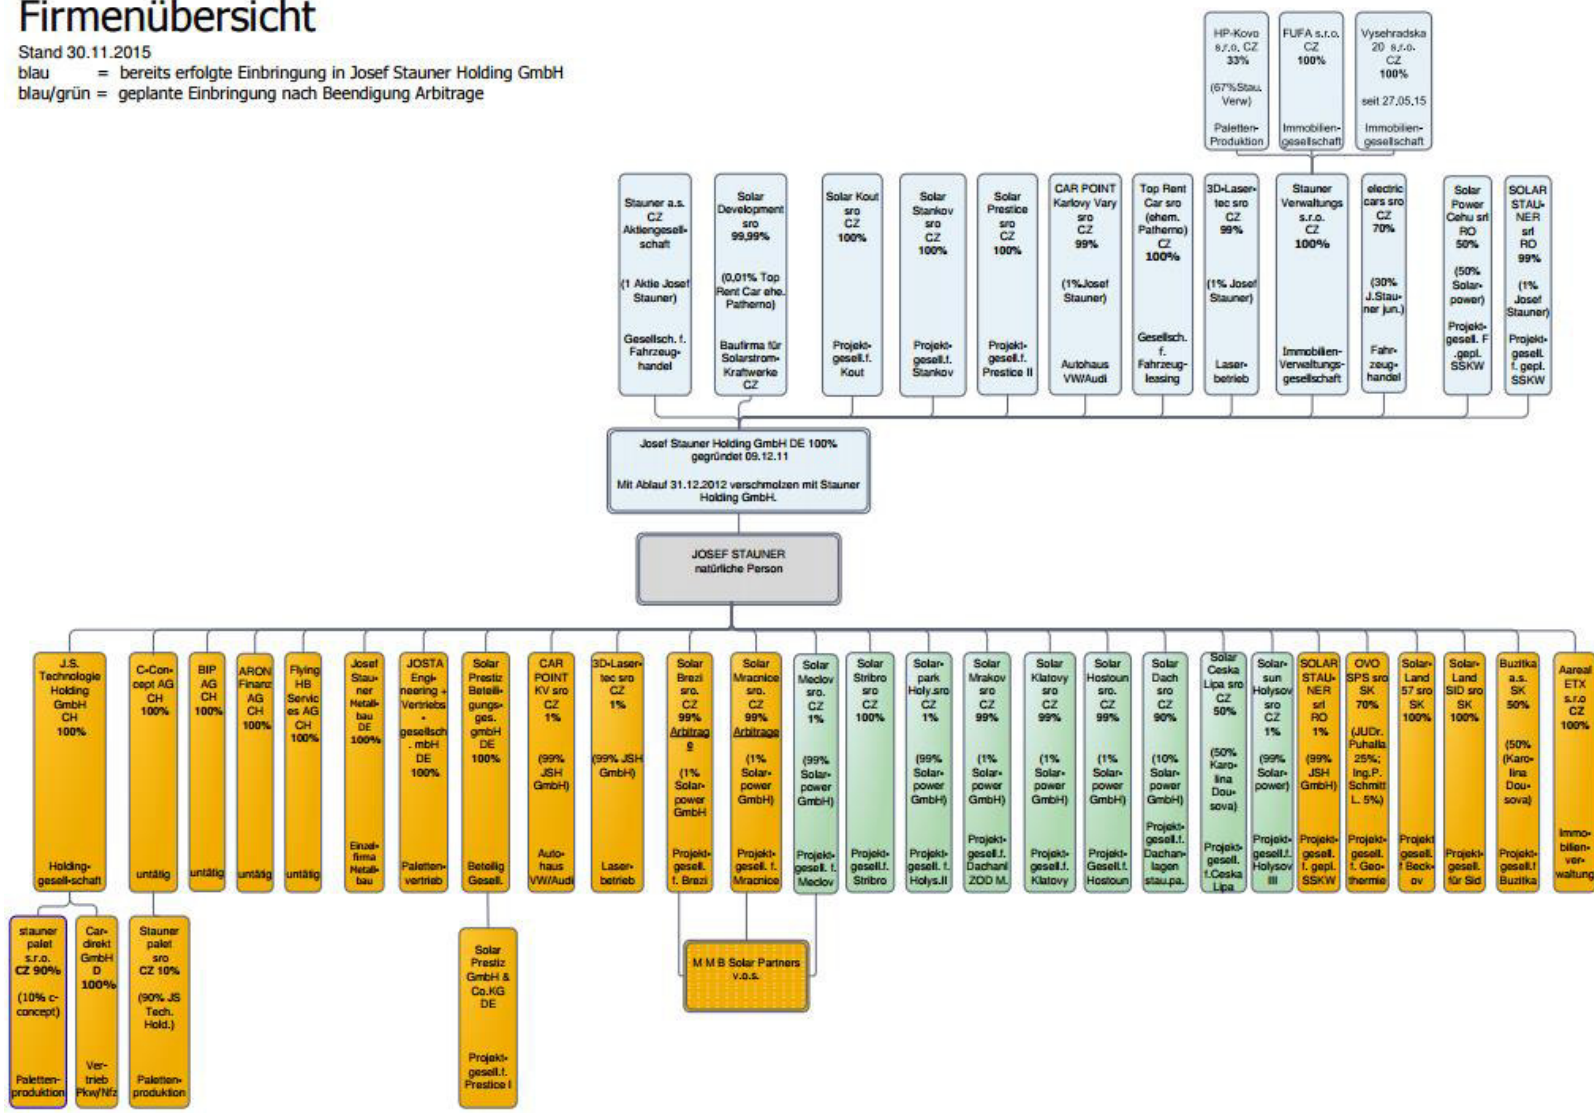 Firmenübersicht
Stand 30.11.2015
blau = bereits erfolgte Einbringung in Josef Stauner Holding GmbH
blau/grün = geplante Einbringung nach Beendigung Arbitrage
HP-Kovo
s.r.o. CZ
33%
(67%Stau.
Verw)
Paletten-
Produktion
FUFA s.r.o.
CZ
100%
Immobilien-
gesellschaft
Vysehradska
20 s.r.o.
CZ
100%
seit 27.05.15
Immobilien-
gesellschaft
Stauner a.s.
CZ
Aktiengesell-
schaft
(1 Aktie Josef
Stauner)
Gesellsch. f.
Fahrzeug-
handel
Solar
Development
sro
99,99%
(0,01% Top
Rent Car ehe.
Patherno)
Baufirma für
Solarstrom-
Kraftwerke
CZ
Solar Kout
sro
CZ
100%
Projekt-
gesell.f.
Kout
Solar
Stankov
sro
CZ
100%
Projekt-
gesell.f.
Stankov
Solar
Prestice
sro
CZ
100%
Projekt-
gesell.f.
Prestice II
CAR POINT
Karlovy Vary
sro
CZ
99%
(1%Josef
Stauner)
Autohaus
VW/Audi
Top Rent
Car sro
(ehem.
Patherno)
CZ
100%
Gesellsch.
f.
Fahrzeug-
leasing
3D-Laser-
tec sro
CZ
99%
(1% Josef
Stauner)
Laser-
betrieb
Stauner
Verwaltungs
s.r.o.
CZ
100%
Immobilien-
Verwaltungs-
gesellschaft
electric
cars sro
CZ
70%
(30%
J.Stau-
ner jun.)
Fahr-
zeug-
handel
Solar
Power
Cehu srl
RO
50%
(50%
Solar-
power)
Projekt-
gesell. F
.gepl.
SSKW
SOLAR
STAU-
NER
srl
RO
99%
(1%
Josef
Stauner)
Projekt-
gesell.
f. gepl.
SSKW
Josef Stauner Holding GmbH DE 100%
gegründet 09.12.11
Mit Ablauf 31.12.2012 verschmolzen mit Stauner
Holding GmbH.
JOSEF STAUNER
natürliche Person
J.S.
Technologie
Holding
GmbH
CH
100%
Holding-
gesell-schaft
C-Con-
cept AG
CH
100%
untätig
BIP
AG
CH
100%
untätig
ARON
Finanz
AG
CH
100%
untätig
Flying
HB
Servic
es AG
CH
100%
untätig
Josef
Stau-
ner
Metall-
bau
DE
100%
Einzel-
firma
Metall-
bau
JOSTA
Engi-
neering +
Vertriebs
-
gesellsch
. mbH
DE
100%
Paletten-
vertrieb
Solar
Prestiz
Beteili-
gungs-
ges.
gmbH
DE
100%
Beteilig
Gesell.
CAR
POINT
KV sro
CZ
1%
(99%
JSH
GmbH)
Auto-
haus
VW/Audi
3D-Laser-
tec sro
CZ
1%
(99% JSH
GmbH)
Laser-
betrieb
Solar
Brezi
sro.
CZ
99%
Arbitrag
e
(1%
Solar-
power
GmbH
Projekt-
gesell.
f. Brezi
Solar
Mracnice
sro.
CZ
99%
Arbitrage
(1%
Solar-
power
GmbH)
Projekt-
gesell. f.
Mracnice
Solar
Meclov
sro.
CZ
1%
(99%
Solar-
power
GmbH)
Projekt-
gesell. f.
Meclov
Solar
Stribro
sro
CZ
100%
Projekt-
gesell.f.
Stribro
Solar-
park
Holy.sro
CZ
1%
(99%
Solar-
power
GmbH)
Projekt-
gesell. f.
Holys.II
Solar
Mrakov
sro
CZ
99%
(1%
Solar-
power
GmbH)
Projekt-
gesell.f.
Dachanl
ZOD M.
Solar
Klatovy
sro
CZ
99%
(1%
Solar-
power
GmbH)
Projekt-
gesell.f.
Klatovy
Solar
Hostoun
sro.
CZ
99%
(1%
Solar-
power
GmbH)
Projekt-
gesell.f.
Hostoun
Solar
Dach
sro
CZ
90%
(10%
Solar-
power
GmbH)
Projekt-
gesell.f.
Dachan-
lagen
stau.pa.
Solar
Ceska
Lipa sro
CZ
50%
(50%
Karo-
lina
Dou-
sova)
Projekt-
gesell.
f.Ceska
Lipa
Solar-
sun
Holysov
sro
CZ
1%
(99%
Solar-
power)
Projekt-
gesell.f.
Holysov
III
SOLAR
STAU-
NER
srl
RO
1%
(99%
JSH
GmbH)
Projekt-
gesell.
f. gepl.
SSKW
OVO
SPS sro
SK
70%
(JUDr.
Puhalla
25%;
Ing.P.
Schmitt
L. 5%)
Projekt-
gesell.
f. Geo-
thermie
Solar-
Land
57 sro
SK
100%
Projekt
gesell.
f Beck-
ov
Solar-
Land
SID sro
SK
100%
Projekt-
gesell.
für Sid
Buzitka
a.s.
SK
50%
(50%
(Karo-
lina
Dou-
sova)
Projekt-
gesell.f
Buzitka
Aareal
ETX
s.r.o
CZ
100%
Immo-
bilien-
ver-
waltung
stauner
palet
s.r.o.
CZ 90%
(10% c-
concept)
Paletten-
produktion
Car-
direkt
GmbH
D
100%
Ver-
trieb
Pkw/Nfz
Stauner
palet
sro
CZ 10%
(90% JS
Tech.
Hold.)
Paletten-
produktion
Solar
Prestiz
GmbH &
Co.KG
DE
Projekt-
gesell.f.
Prestice I
M M B Solar Partners
v.o.s.